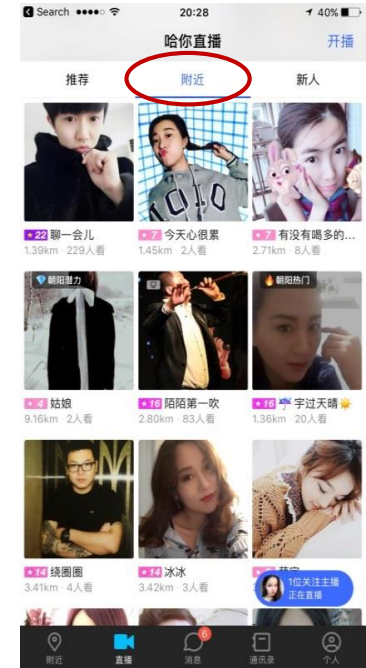 Search
20:28
40%
哈你直播
开播
推荐
附近
新人
22 聊一会儿
1.39km · 229人看
7 今天心很累
1.45km · 2人看
7 有没有喝多的...
2.71km · 8人看
朝阳潜力
朝阳热门
4 姑娘
9.16km · 2人看
16 陌陌第一吹
2.80km · 83人看
16 宇过天晴
1.36km · 20人看
14 绕圈圈
3.41km · 4人看
14 冰冰
3.42km · 3人看
1位关注主播
正在直播
附近
直播
6
消息
通讯录
个人